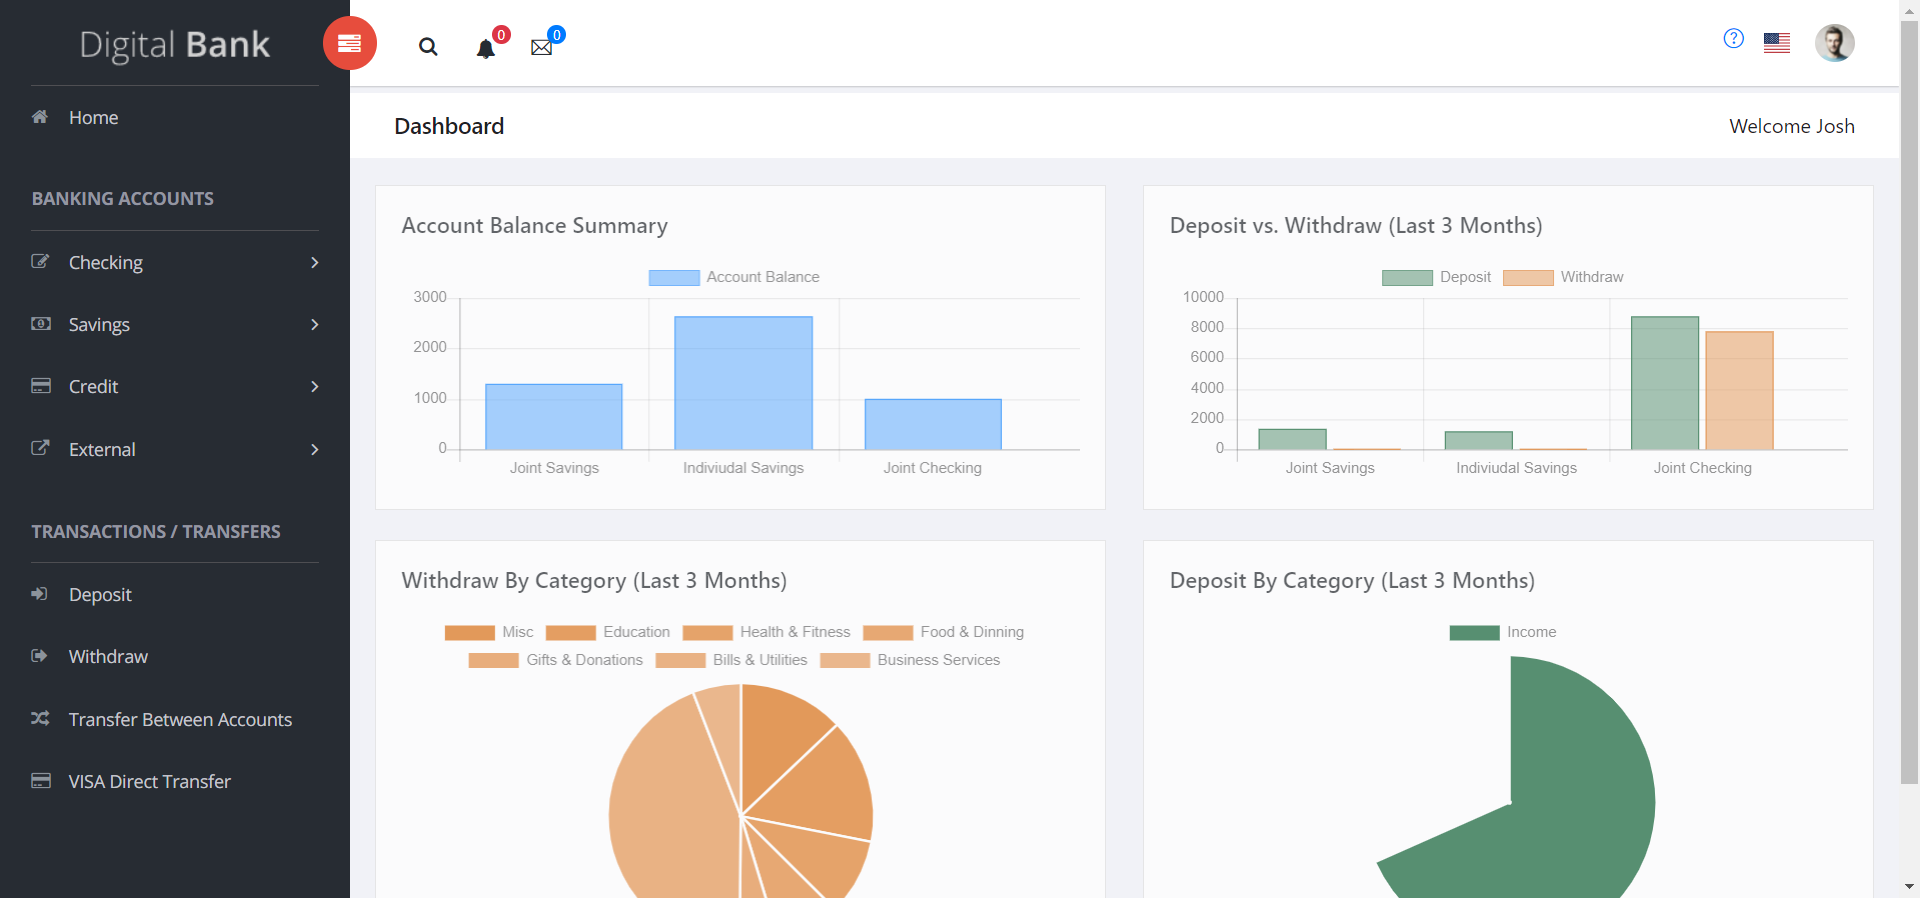 Digital Bank
0
0
Home
Dashboard
Welcome Josh
BANKING ACCOUNTS
Checking
Savings
Credit
External
TRANSACTIONS / TRANSFERS
Deposit
Withdraw
Transfer Between Accounts
VISA Direct Transfer
Account Balance Summary
Account Balance
3000
2000
1000
0
Joint Savings
Indiviudal Savings
Joint Checking
Deposit vs. Withdraw (Last 3 Months)
Deposit
Withdraw
10000
8000
6000
4000
2000
0
Joint Savings
Indiviudal Savings
Joint Checking
Withdraw By Category (Last 3 Months)
Misc
Education
Health & Fitness
Food & Dinning
Gifts & Donations
Bills & Utilities
Business Services
Deposit By Category (Last 3 Months)
Income